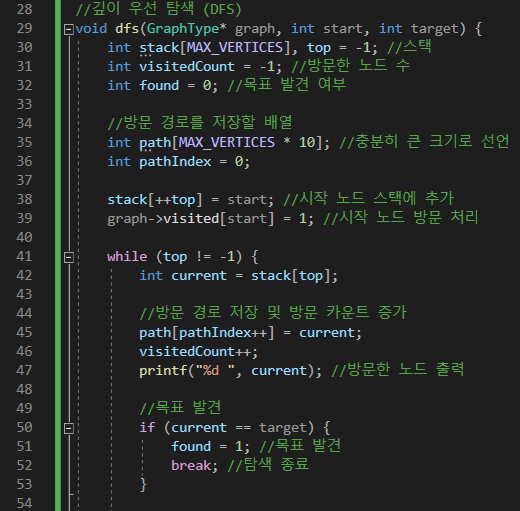 28 //깊이 우선 탐색 (DFS)
29 void dfs(GraphType* graph, int start, int target) {
30 int stack[MAX_VERTICES], top = -1; //스택
31 int visitedCount = -1; //방문한 노드 수
32 int found = 0; //목표 발견 여부
33
34 //방문 경로를 저장할 배열
35 int path[MAX_VERTICES * 10]; //충분히 큰 크기로 선언
36 int pathIndex = 0;
37
38 stack[++top] = start; //시작 노드 스택에 추가
39 graph->visited[start] = 1; //시작 노드 방문 처리
40
41 while (top != -1) {
42 int current = stack[top];
43
44 //방문 경로 저장 및 방문 카운트 증가
45 path[pathIndex++] = current;
46 visitedCount++;
47 printf("%d ", current); //방문한 노드 출력
48
49 //목표 발견
50 if (current == target) {
51 found = 1; //목표 발견
52 break; //탐색 종료
53 }
54